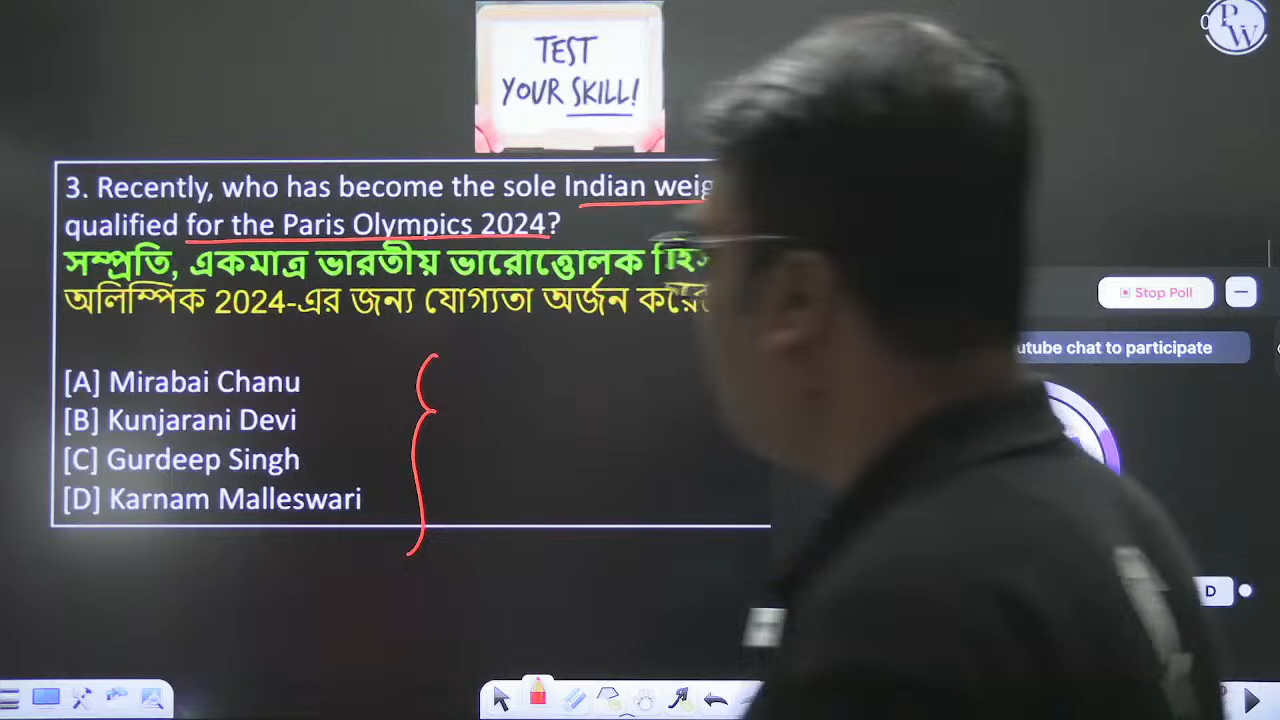 TEST
YOUR SKILL!
PW
3. Recently, who has become the sole Indian
qualified for the Paris Olympics 2024?
সম্প্রতি, একমাত্র ভারতীয় ভারোত্তোলক
অলিম্পিক 2024-এর জন্য যোগ্যতা অর্জন
Stop Poll
chat to participate
[A] Mirabai Chanu
[B] Kunjarani Devi
[C] Gurdeep Singh
[D] Karnam Malleswari
D